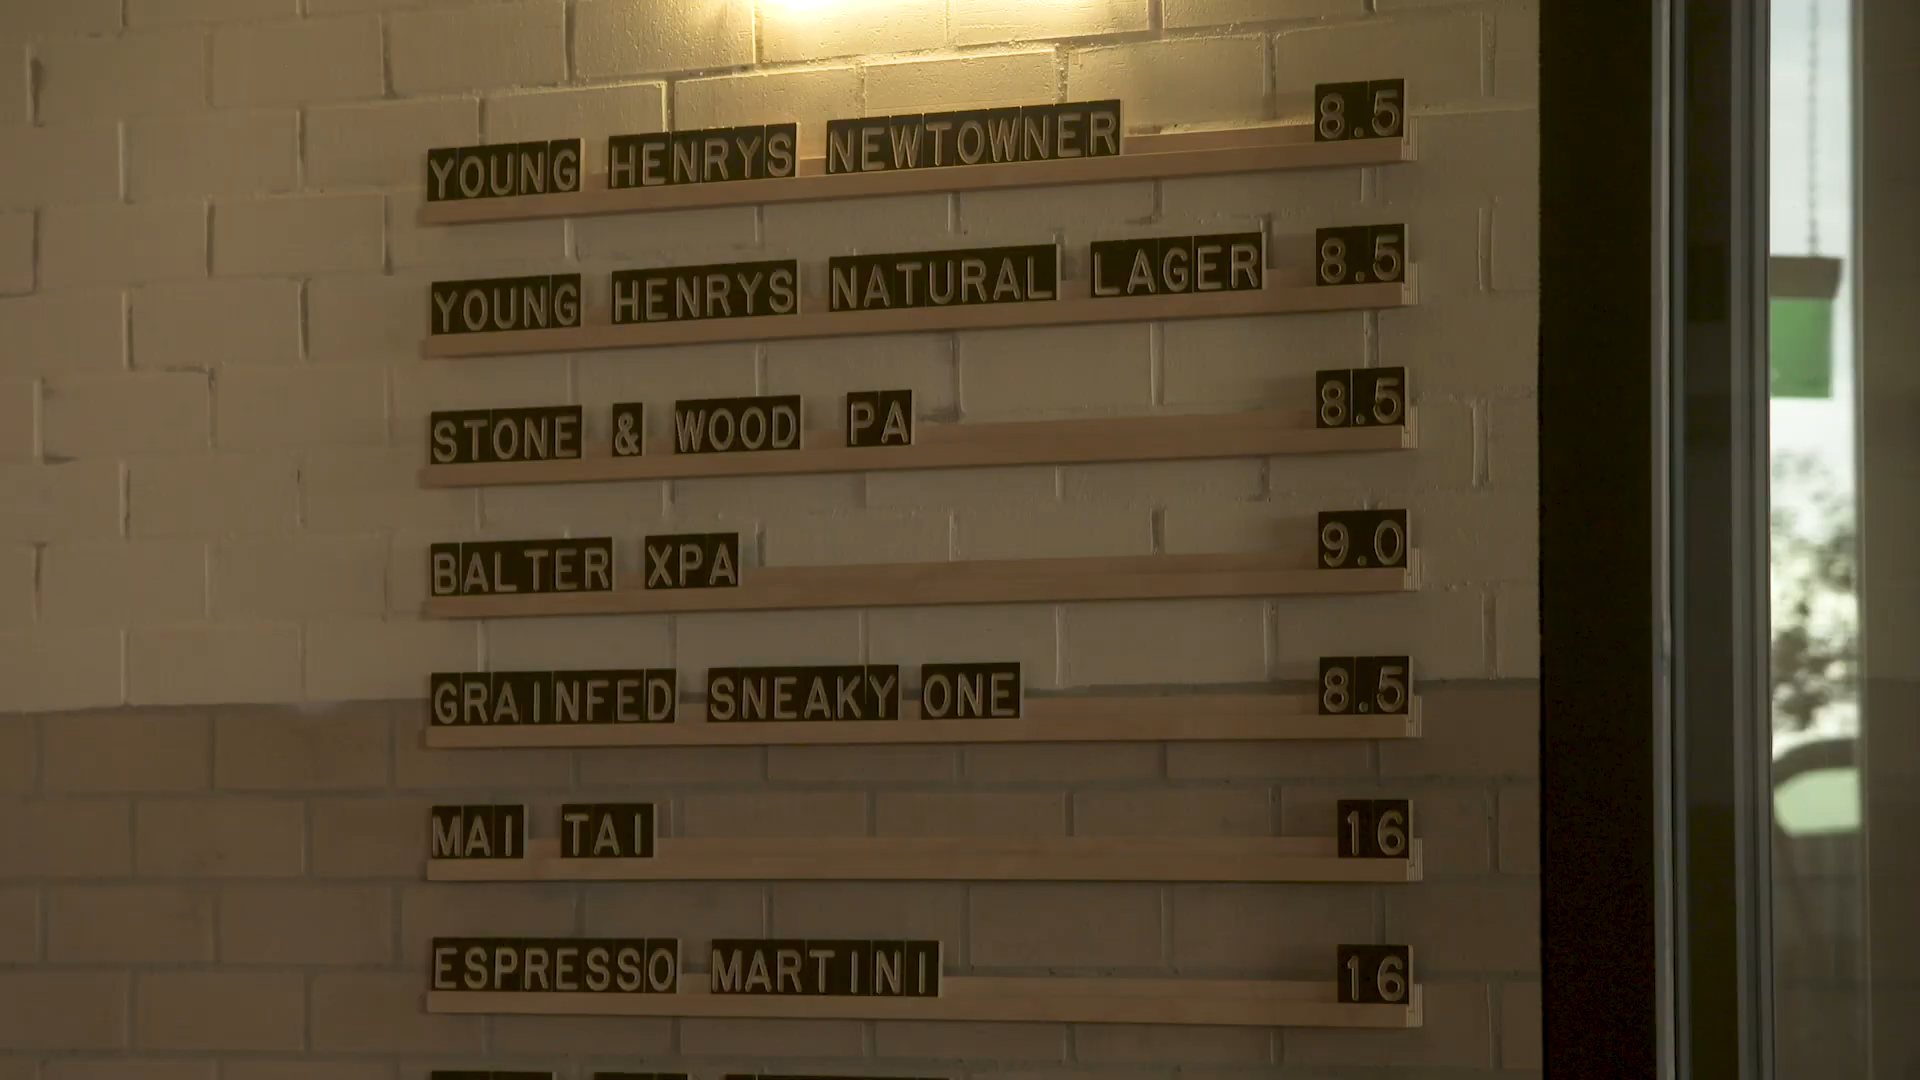 YOUNG HENRYS NEWTOWNER 8.5
YOUNG HENRYS NATURAL LAGER 8.5
STONE & WOOD PA 8.5
BALTER XPA 9.0
GRAINFED SNEAKY ONE 8.5
MAI TAI 16
ESPRESSO MARTINI 16